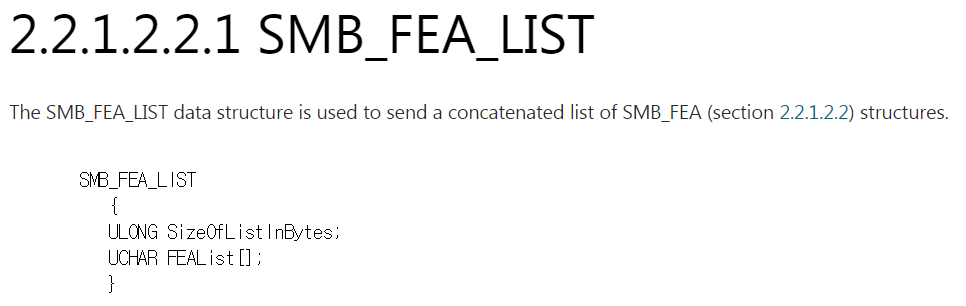 2.2.1.2.2.1 SMB_FEA_LIST
The SMB_FEA_LIST data structure is used to send a concatenated list of SMB_FEA (section 2.2.1.2.2) structures.
SMB_FEA_LIST
{
ULONG SizeOfListInBytes;
UCHAR FEAList[];
}